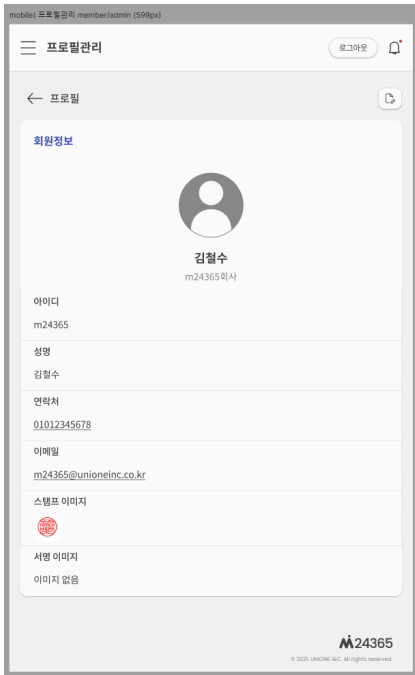 mobile) 프로필관리 member/admin (599px)
프로필관리
로그아웃
프로필
회원정보
김철수
m24365회사
아이디
m24365
성명
김철수
연락처
01012345678
이메일
m24365@unioneinc.co.kr
스탬프 이미지
서명 이미지
이미지 없음
M24365
© 2021 UNIONE I&C. All rights reserved.